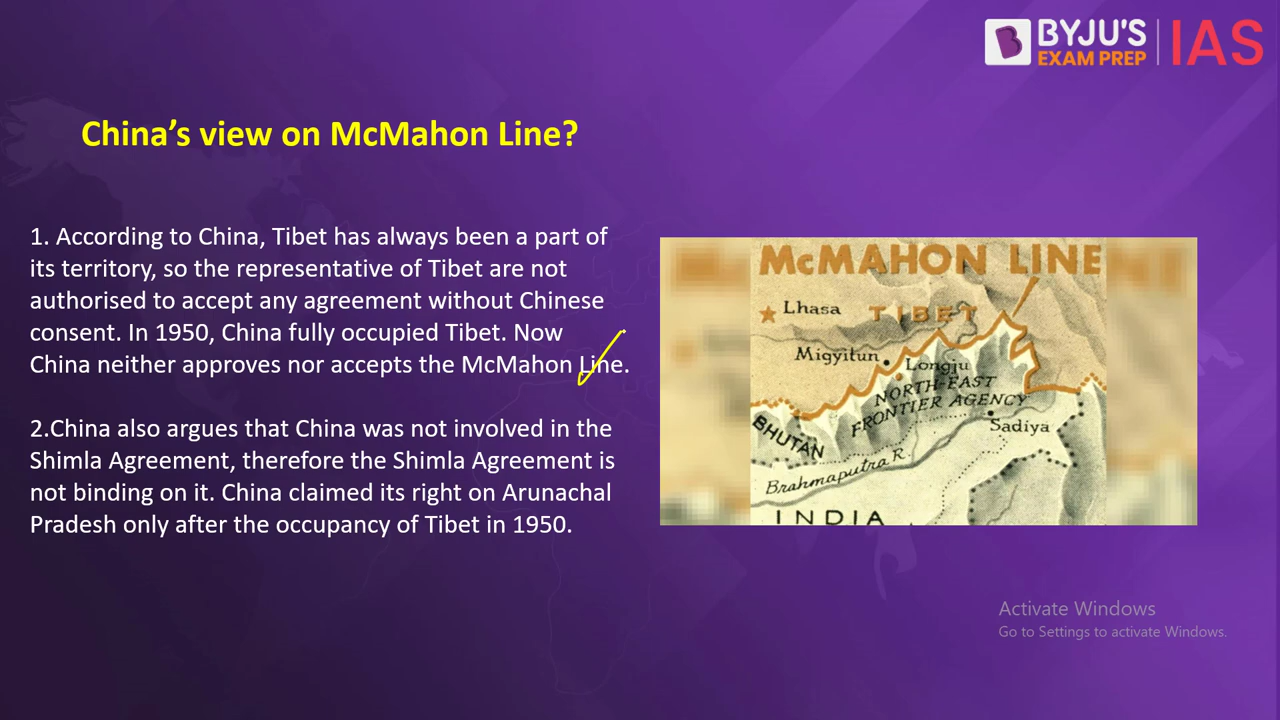 BYJU'S
EXAM PREP
IAS
China's view on McMahon Line?
1. According to China, Tibet has always been a part of
its territory, so the representative of Tibet are not
authorised to accept any agreement without Chinese
consent. In 1950, China fully occupied Tibet. Now
China neither approves nor accepts the McMahon Line.
2.China also argues that China was not involved in the
Shimla Agreement, therefore the Shimla Agreement is
not binding on it. China claimed its right on Arunachal
Pradesh only after the occupancy of Tibet in 1950.
McMAHON LINE
Lhasa
TIBET
Migyitun
Longju
NORTH-EAST
FRONTIER AGENCY
BHUTAN
Sadiya
Brahmaputra R.
INDIA
Activate Windows
Go to Settings to activate Windows.